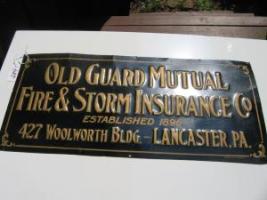 OLD GUARD MUTUAL
FIRE & STORM INSURANCE CO
ESTABLISHED 1896
427 WOOLWORTH BLDG. - LANCASTER, PA.